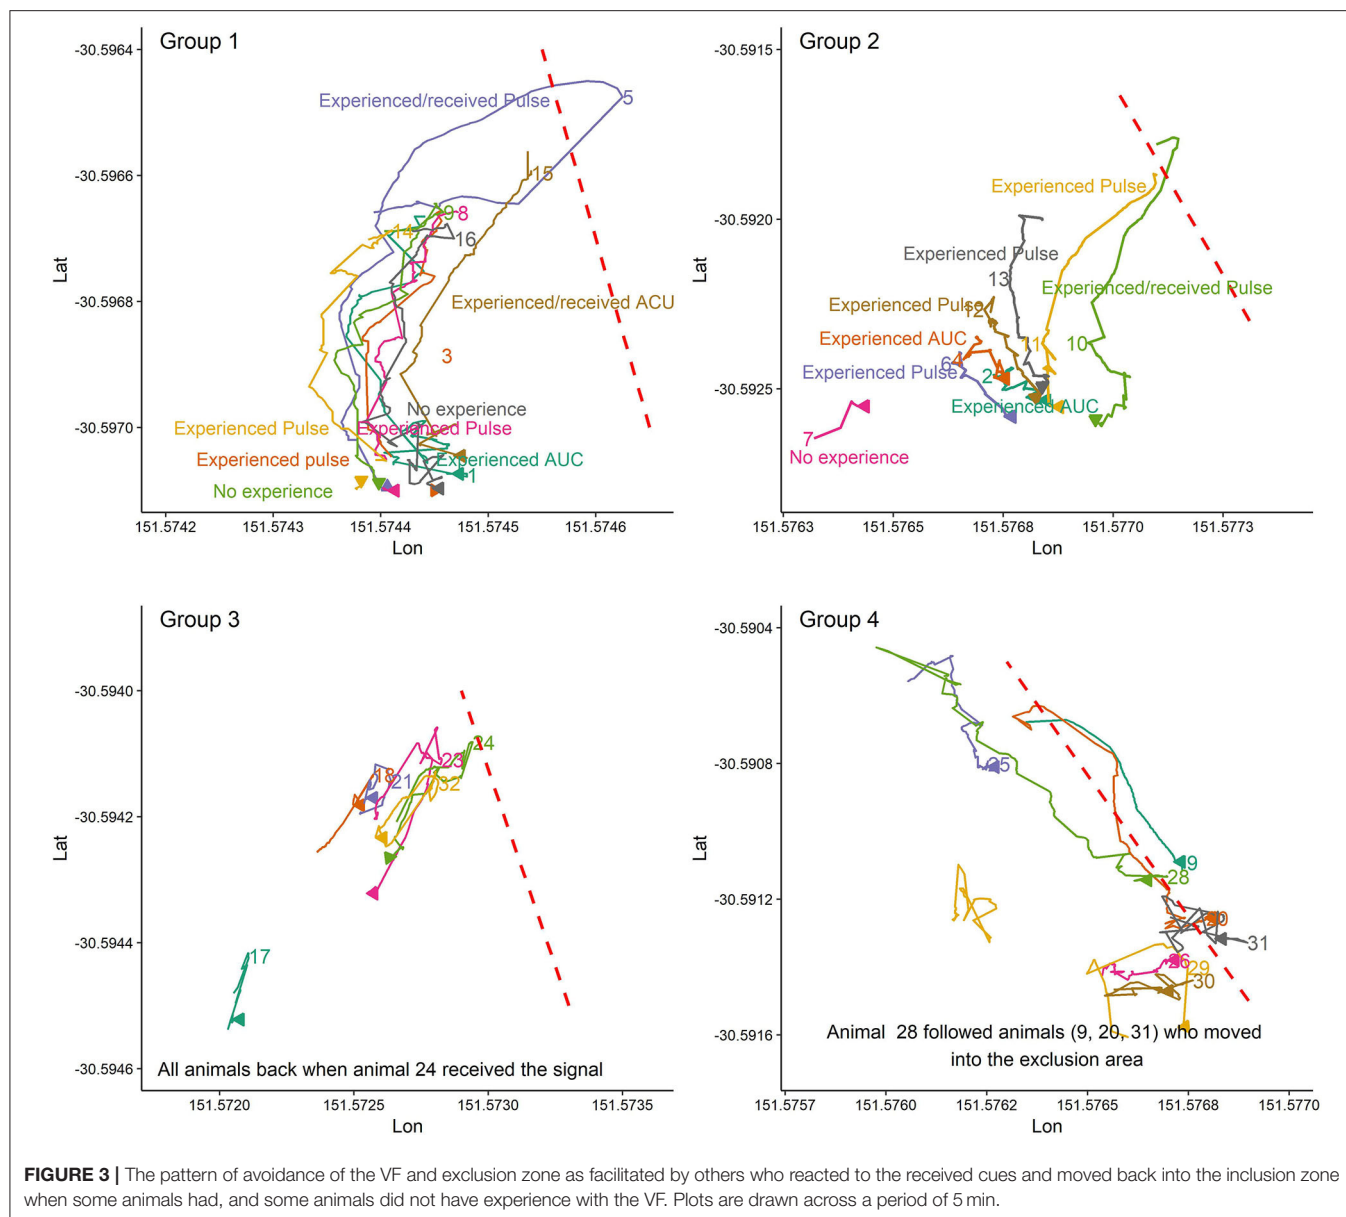 Group 1
-30.5964
-30.5966
-30.5968
-30.5970
Lat
Experienced/received Pulse
5
15
9
8
14
16
Experienced/received ACU
3
No experience
Experienced Pulse
Experienced Pulse
Experienced pulse
Experienced AUC
1
No experience
151.5742
151.5743
151.5744
151.5745
151.5746
Lon
Group 2
-30.5915
-30.5920
-30.5925
Lat
Experienced Pulse
Experienced Pulse
13
Experienced/received Pulse
Experienced Pulse
12
Experienced AUC
11
10
6
4
Experienced Pulse
2
Experienced AUC
7
No experience
151.5763
151.5765
151.5768
151.5770
151.5773
Lon
Group 3
-30.5940
-30.5942
-30.5944
-30.5946
Lat
24
23
18
21
32
17
All animals back when animal 24 received the signal
151.5720
151.5725
151.5730
151.5735
Lon
Group 4
-30.5904
-30.5908
-30.5912
-30.5916
Lat
25
9
28
20
31
26
29
30
Animal 28 followed animals (9, 20, 31) who moved
into the exclusion area
151.5757
151.5760
151.5762
151.5765
151.5768
151.5770
Lon
FIGURE 3 | The pattern of avoidance of the VF and exclusion zone as facilitated by others who reacted to the received cues and moved back into the inclusion zone
when some animals had, and some animals did not have experience with the VF. Plots are drawn across a period of 5 min.